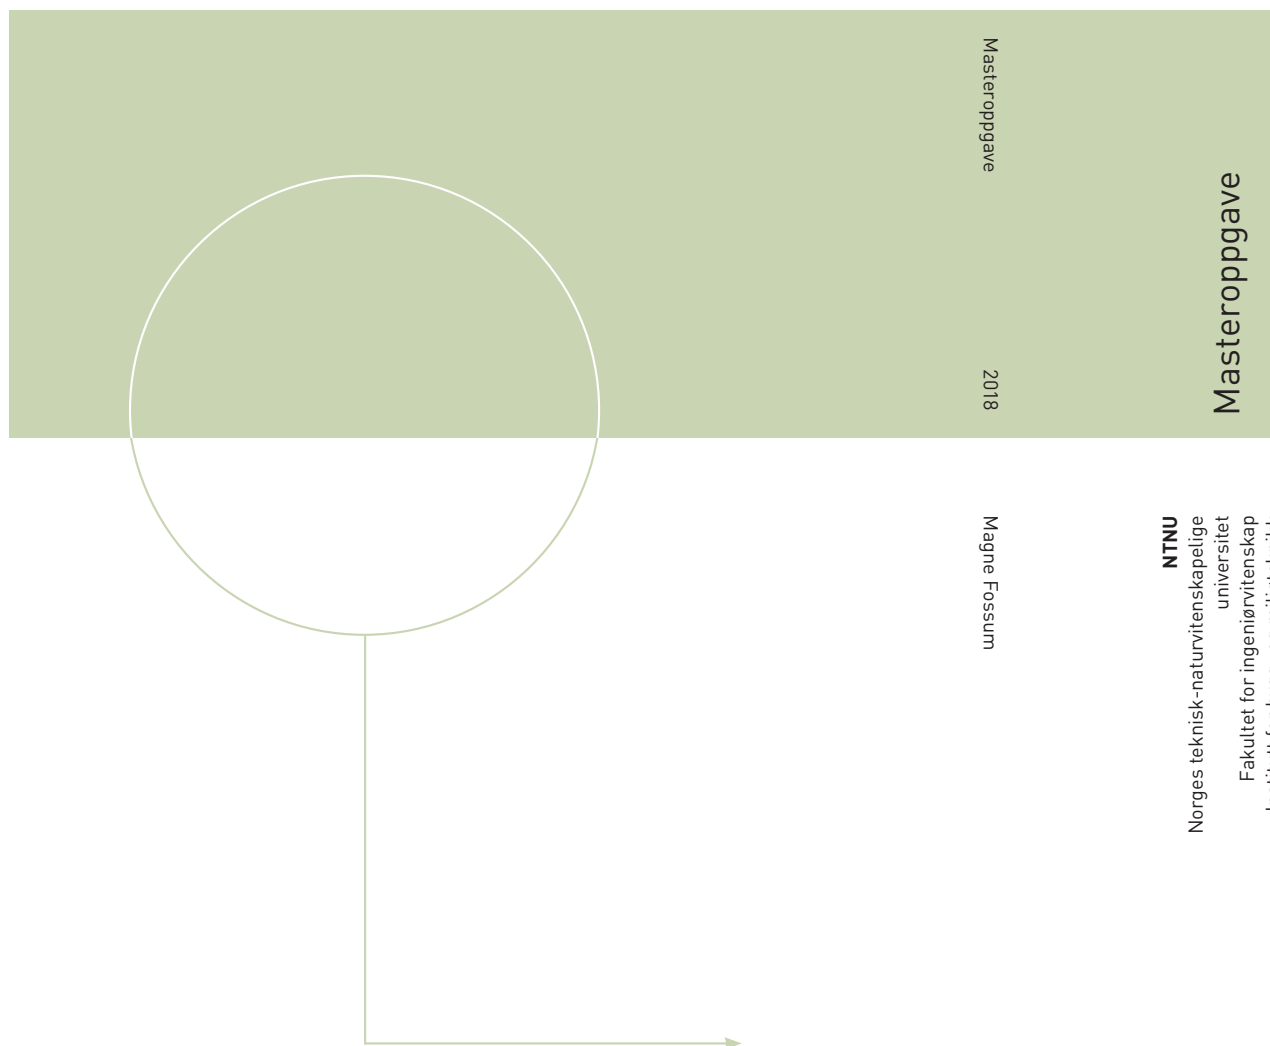 Masteroppgave
2018
Magne Fossum
Masteroppgave
NTNU
Norges teknisk-naturvitenskapelige
universitet
Fakultet for ingeniørvitenskap